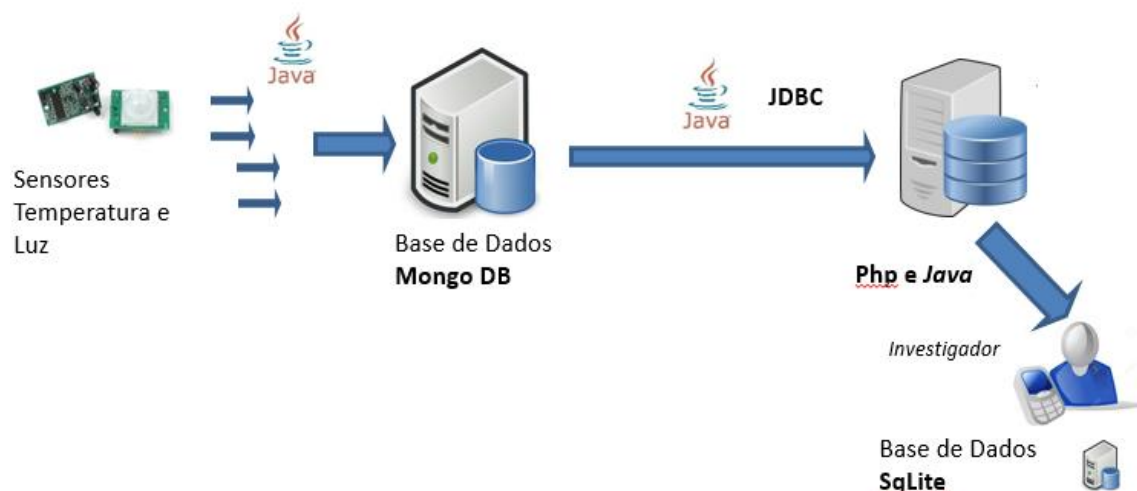 Java
Java
JDBC
Sensores
Temperatura e
Luz
Base de Dados
Mongo DB
Php e Java
Investigador
Base de Dados
SqLite